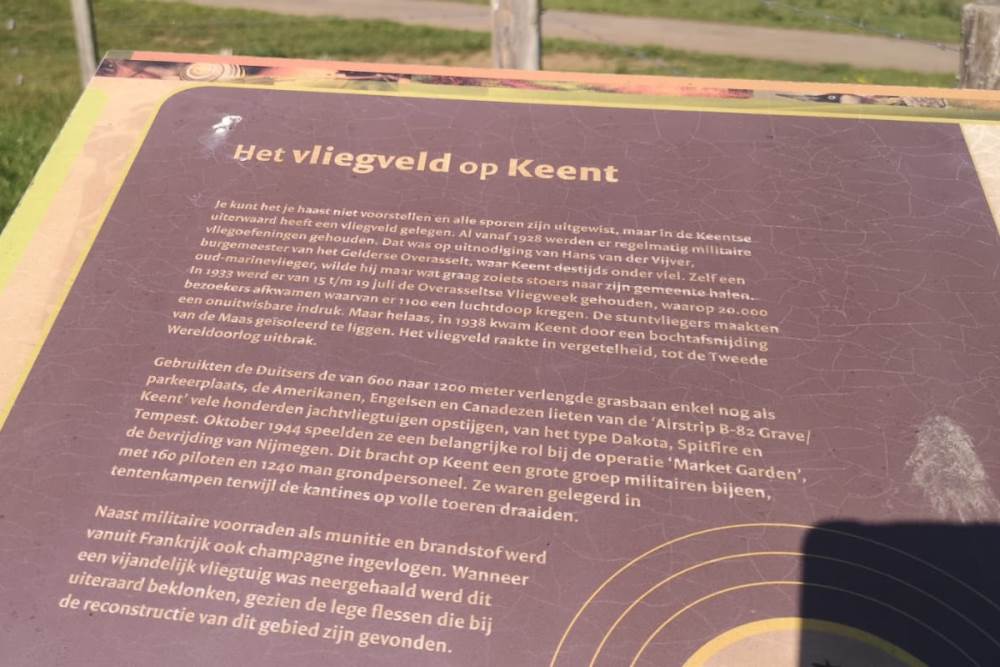 Het vliegveld op Keent
Je kunt het je haast niet voorstellen en alle sporen zijn uitgewist, maar in de Keentse
uiterwaard heeft een vliegveld gelegen. Al vanaf 1928 werden er regelmatig militaire
vliegoefeningen gehouden. Dat was op uitnodiging van Hans van der Vijver,
burgemeester van het Gelderse Overasselt, waar Keent destijds onder viel. Zelf een
oud-marinevlieger, wilde hij maar wat graag zoiets stoers naar zijn gemeente halen.
In 1933 werd er van 15 t/m 19 juli de Overasseltse Vliegweek gehouden, waarop 20.000
bezoekers afkwamen waarvan er 1100 een luchtdoop kregen. De stuntvliegers maakten
een onuitwisbare indruk. Maar helaas, in 1938 kwam Keent door een bochtafsnijding
van de Maas geïsoleerd te liggen. Het vliegveld raakte in vergetelheid, tot de Tweede
Wereldoorlog uitbrak.
Gebruikten de Duitsers de van 600 naar 1200 meter verlengde grasbaan enkel nog als
parkeerplaats, de Amerikanen, Engelsen en Canadezen lieten van de 'Airstrip B-82 Grave/
Keent' vele honderden jachtvliegtuigen opstijgen, van het type Dakota, Spitfire en
Tempest. Oktober 1944 speelden ze een belangrijke rol bij de operatie 'Market Garden',
de bevrijding van Nijmegen. Dit bracht op Keent een grote groep militairen bijeen,
met 160 piloten en 1240 man grondpersoneel. Ze waren gelegerd in
tentenkampen terwijl de kantines op volle toeren draaiden.
Naast militaire voorraden als munitie en brandstof werd
vanuit Frankrijk ook champagne ingevlogen. Wanneer
een vijandelijk vliegtuig was neergehaald werd dit
uiteraard beklonken, gezien de lege flessen die bij
de reconstructie van dit gebied zijn gevonden.